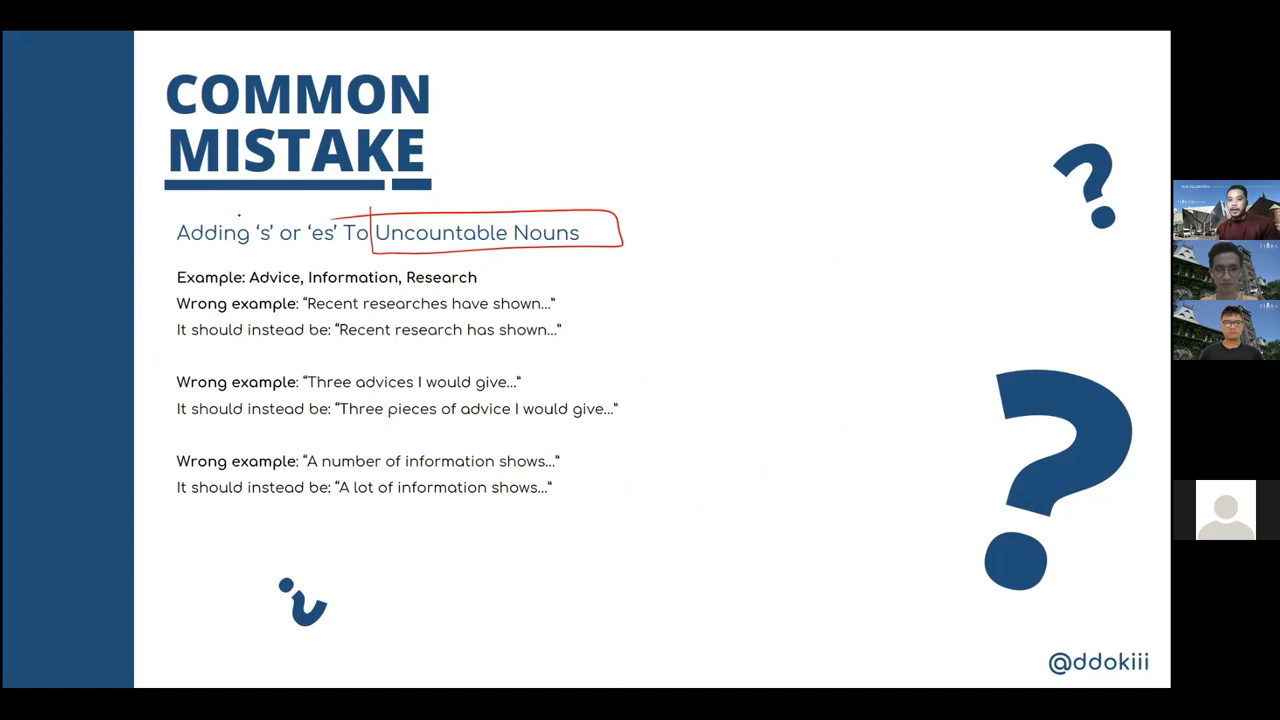 COMMON
MISTAKE
Adding ‘s’ or ‘es’ To Uncountable Nouns
Example: Advice, Information, Research
Wrong example: “Recent researches have shown...”
It should instead be: “Recent research has shown...”
Wrong example: “Three advices I would give...”
It should instead be: “Three pieces of advice I would give...”
Wrong example: “A number of information shows...”
It should instead be: “A lot of information shows...”
@ddokiii